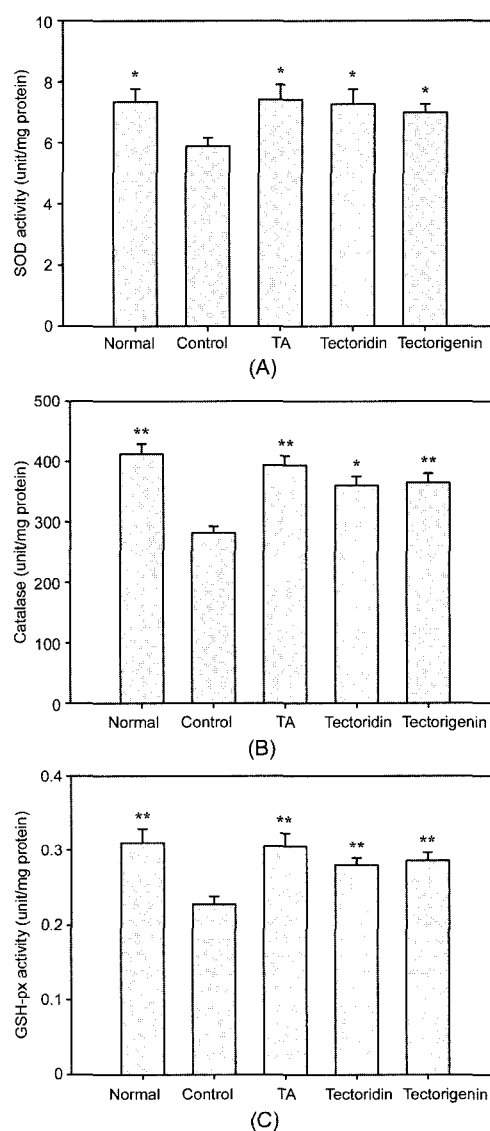 10
8
6
4
2
0
SOD activity (unit/mg protein)
* * * *
Normal Control TA Tectoridin Tectorigenin
(A)
500
400
300
400
100
0
Catalase (unit/mg protein)
** ** * **
Normal Control TA Tectoridin Tectorigenin
(B)
0.4
0.3
0.2
0.1
0
GSH-px activity (unit/mg protein)
** ** ** **
Normal Control TA Tectoridin Tectorigenin
(C)